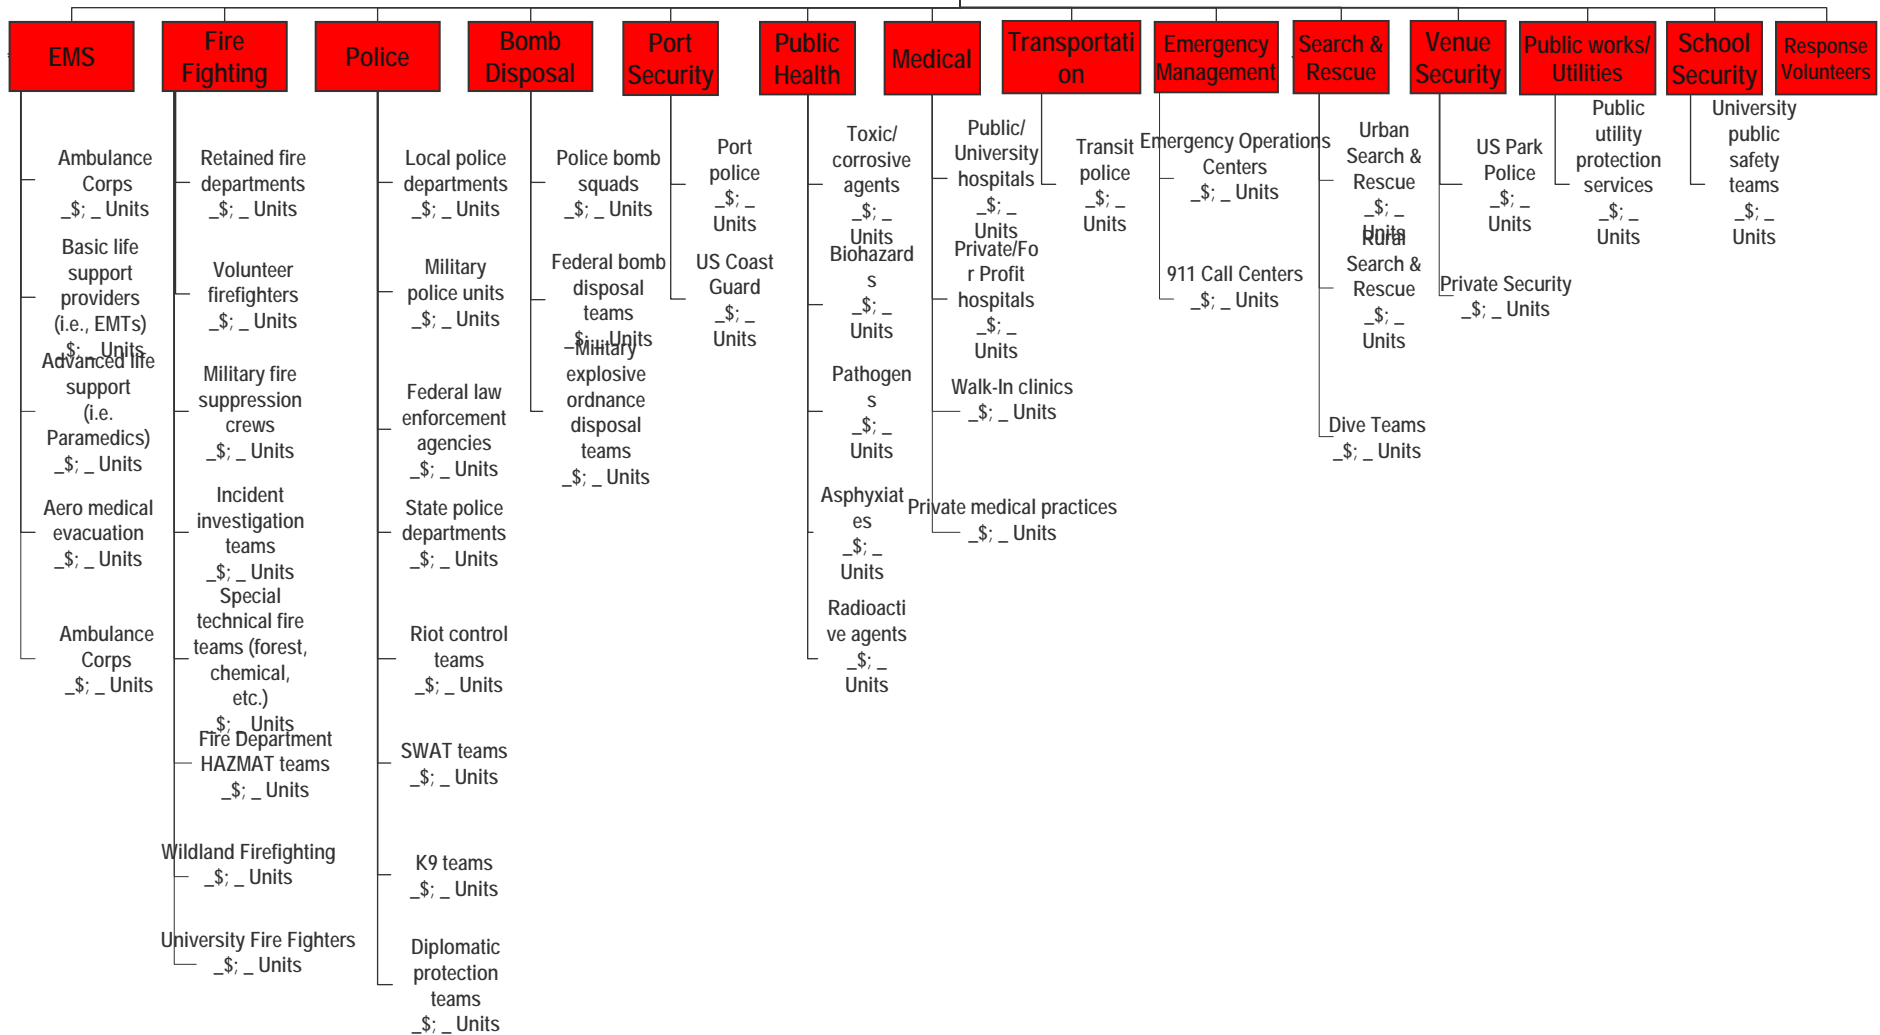 EMS
Fire
Fighting
Police
Bomb
Disposal
Port
Security
Public
Health
Medical
Transportati
on
Emergency
Management
Search &
Rescue
Venue
Security
Public works/
Utilities
School
Security
Response
Volunteers
Ambulance
Corps
_$; _ Units
Basic life
support
providers
(i.e., EMTs)
_$; _ Units
Advanced life
support
(i.e.
Paramedics)
_$; _ Units
Aero medical
evacuation
_$; _ Units
Ambulance
Corps
_$; _ Units
Retained fire
departments
_$; _ Units
Volunteer
firefighters
_$; _ Units
Military fire
suppression
crews
_$; _ Units
Incident
investigation
teams
_$; _ Units
Special
technical fire
teams (forest,
chemical,
etc.)
_$; _ Units
Fire Department
HAZMAT teams
_$; _ Units
Wildland Firefighting
_$; _ Units
University Fire Fighters
_$; _ Units
Local police
departments
_$; _ Units
Military
police units
_$; _ Units
Federal law
enforcement
agencies
_$; _ Units
State police
departments
_$; _ Units
Riot control
teams
_$; _ Units
SWAT teams
_$; _ Units
K9 teams
_$; _ Units
Diplomatic
protection
teams
_$; _ Units
Police bomb
squads
_$; _ Units
Federal bomb
disposal
teams
_$; _ Units
Military
explosive
ordnance
disposal
teams
_$; _ Units
Port
police
_$; _
Units
US Coast
Guard
_$; _
Units
Toxic/
corrosive
agents
_$; _
Units
Biohazard
s
_$; _
Units
Pathogen
s
_$; _
Units
Asphyxiat
es
_$; _
Units
Radioacti
ve agents
_$; _
Units
Public/
University
hospitals
_$; _
Units
Private/Fo
r Profit
hospitals
_$; _
Units
Walk-In clinics
_$; _ Units
Private medical practices
_$; _ Units
Transit
police
_$; _
Units
Emergency Operations
Centers
_$; _ Units
911 Call Centers
_$; _ Units
Urban
Search &
Rescue
_$; _
Units
Rural
Search &
Rescue
_$; _
Units
Dive Teams
_$; _ Units
US Park
Police
_$; _
Units
Private Security
_$; _ Units
Public
utility
protection
services
_$; _
Units
University
public
safety
teams
_$; _
Units